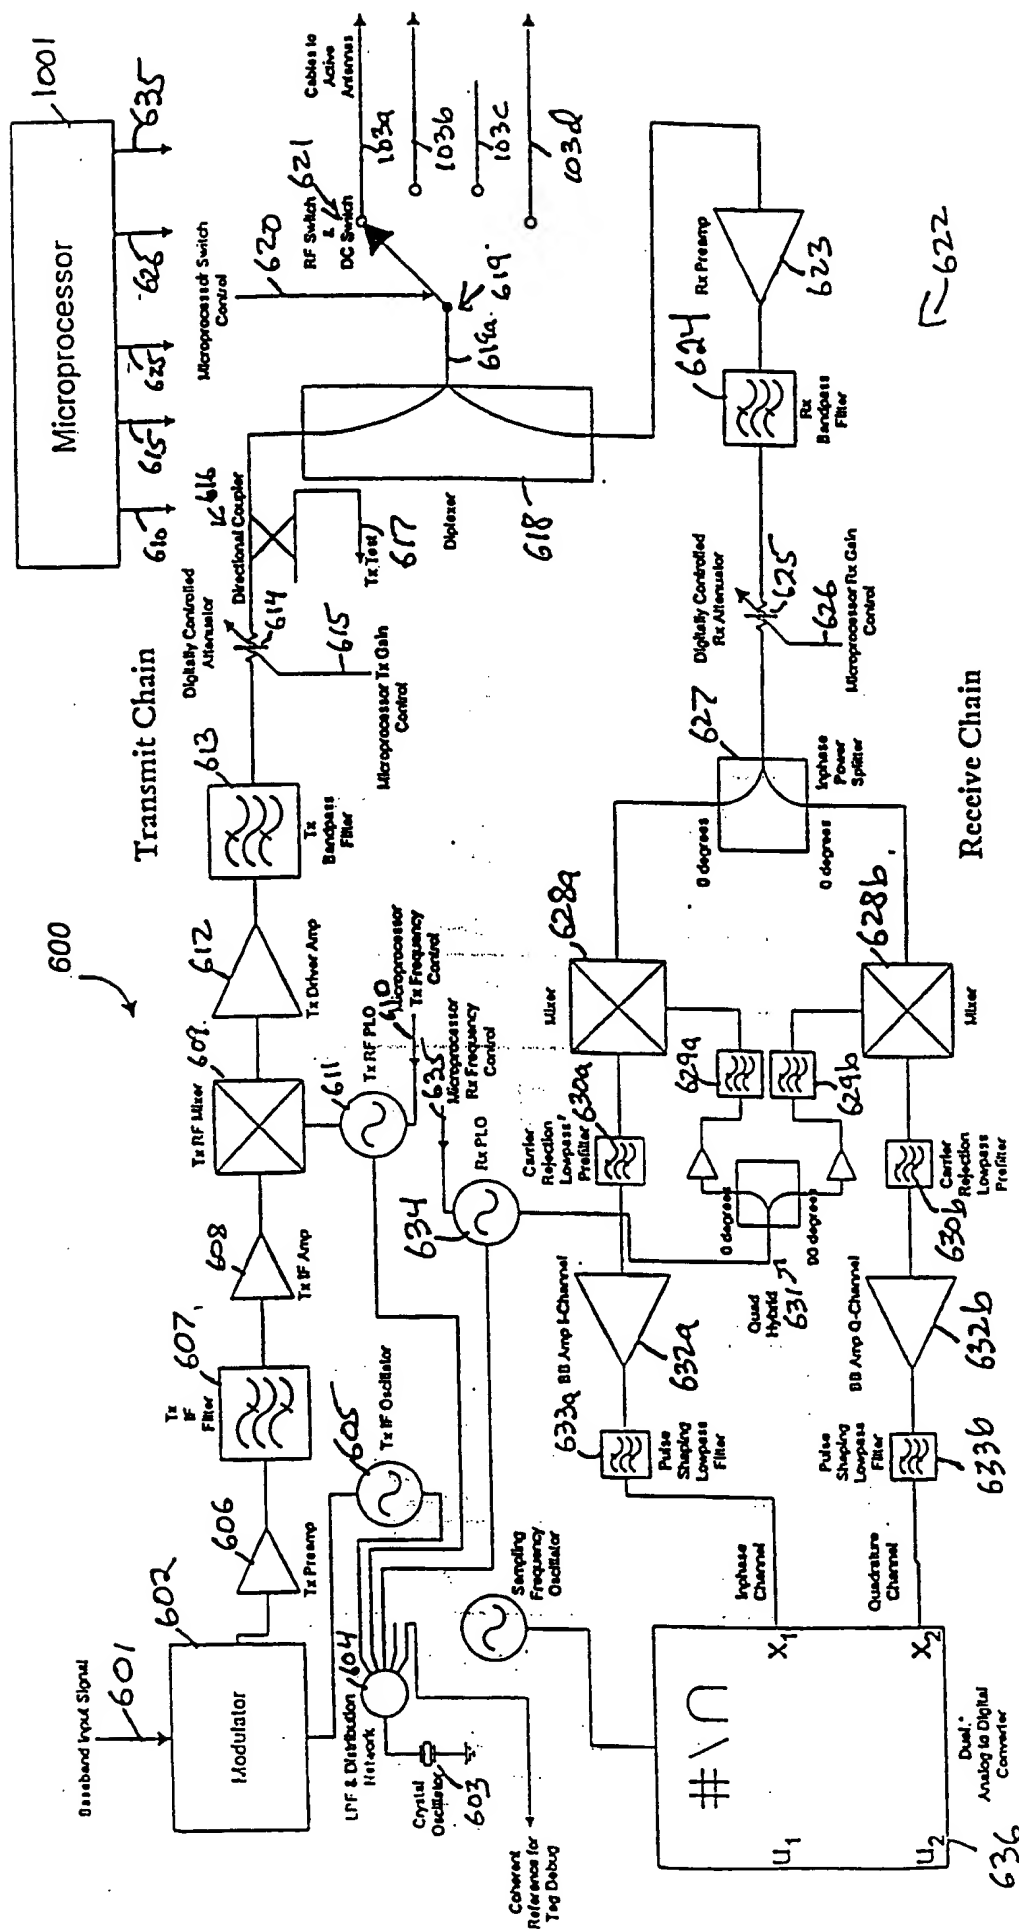 1001
Microprocessor
610
615
625
626
635
600
Transmit Chain
Baseband Input Signal
601
602
Modulator
606
Tx Preamp
607
Tx
IF
Filter
608
Tx IF Amp
609
Tx RF Mixer
612
Tx Driver Amp
613
Tx
Bandpass
Filter
Digitally Controlled
Attenuator
614
615
Microprocessor Tx Gain
Control
616
Directional Coupler
Tx Test
617
Diplexer
618
Microprocessor Switch
Control
620
619
619a
RF Switch
&
DC Switch
621
Cables to
Active
Antennas
103a
103b
103c
103d
605
Tx IF Oscillator
611
Tx RF PLO
610
Microprocessor
Tx Frequency
Control
635
Microprocessor
Rx Frequency
Control
634
Rx PLO
LPF & Distribution
Network
604
Crystal
Oscillator
603
Coherent
Reference for
Tag Debug
Sampling
Frequency
Oscillator
Rx Preamp
623
624
Rx
Bandpass
Filter
622
Digitally Controlled
Rx Attenuator
625
626
Microprocessor Rx Gain
Control
627
Inphase
Power
Splitter
0 degrees
0 degrees
628a
Mixer
628b
Mixer
629a
629b
630a
Carrier
Rejection
Lowpass
Prefilter
630b
Carrier
Rejection
Lowpass
Prefilter
0 degrees
90 degrees
Quad
Hybrid
631
BB Amp I-Channel
632a
BB Amp Q-Channel
632b
633a
Pulse
Shaping
Lowpass
Filter
Pulse
Shaping
Lowpass
Filter
633b
Inphase
Channel
Quadrature
Channel
X1
X2
U1
U2
#\∩
Dual
Analog to Digital
Converter
636
Receive Chain